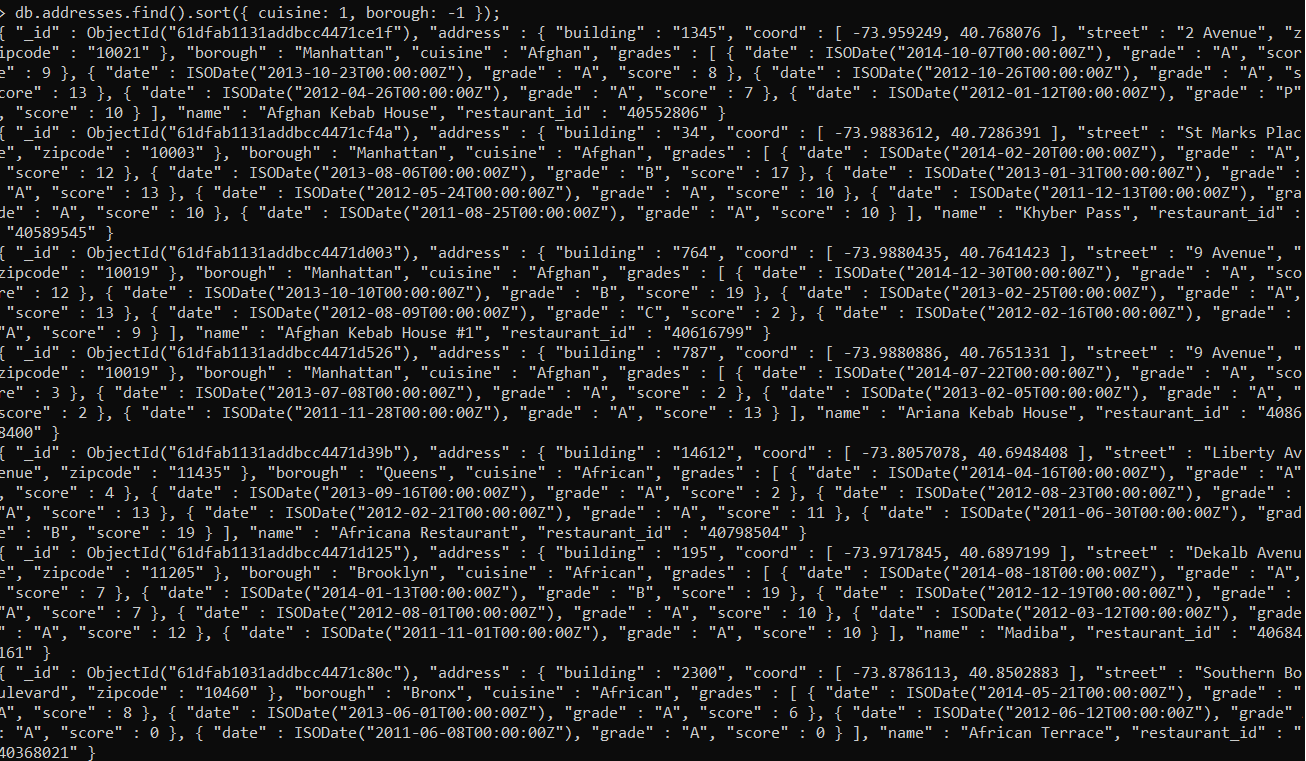 > db.addresses.find().sort({ cuisine: 1, borough: -1 });
{ "_id" : ObjectId("61dfab1131addbcc4471ce1f"), "address" : { "building" : "1345", "coord" : [ -73.959249, 40.768076 ], "street" : "2 Avenue", "z
ipcode" : "10021" }, "borough" : "Manhattan", "cuisine" : "Afghan", "grades" : [ { "date" : ISODate("2014-10-07T00:00:00Z"), "grade" : "A", "scor
e" : 9 }, { "date" : ISODate("2013-10-23T00:00:00Z"), "grade" : "A", "score" : 8 }, { "date" : ISODate("2012-10-26T00:00:00Z"), "grade" : "A", "s
core" : 13 }, { "date" : ISODate("2012-04-26T00:00:00Z"), "grade" : "A", "score" : 7 }, { "date" : ISODate("2012-01-12T00:00:00Z"), "grade" : "P"
, "score" : 10 } ], "name" : "Afghan Kebab House", "restaurant_id" : "40552806" }
{ "_id" : ObjectId("61dfab1131addbcc4471cf4a"), "address" : { "building" : "34", "coord" : [ -73.9883612, 40.7286391 ], "street" : "St Marks Plac
e", "zipcode" : "10003" }, "borough" : "Manhattan", "cuisine" : "Afghan", "grades" : [ { "date" : ISODate("2014-02-20T00:00:00Z"), "grade" : "A",
"score" : 12 }, { "date" : ISODate("2013-08-06T00:00:00Z"), "grade" : "B", "score" : 17 }, { "date" : ISODate("2013-01-31T00:00:00Z"), "grade" :
"A", "score" : 13 }, { "date" : ISODate("2012-05-24T00:00:00Z"), "grade" : "A", "score" : 10 }, { "date" : ISODate("2011-12-13T00:00:00Z"), "gra
de" : "A", "score" : 10 }, { "date" : ISODate("2011-08-25T00:00:00Z"), "grade" : "A", "score" : 10 } ], "name" : "Khyber Pass", "restaurant_id" :
"40589545" }
{ "_id" : ObjectId("61dfab1131addbcc4471d003"), "address" : { "building" : "764", "coord" : [ -73.9880435, 40.7641423 ], "street" : "9 Avenue", "
zipcode" : "10019" }, "borough" : "Manhattan", "cuisine" : "Afghan", "grades" : [ { "date" : ISODate("2014-12-30T00:00:00Z"), "grade" : "A", "sco
re" : 12 }, { "date" : ISODate("2013-10-10T00:00:00Z"), "grade" : "B", "score" : 19 }, { "date" : ISODate("2013-02-25T00:00:00Z"), "grade" : "A",
"score" : 13 }, { "date" : ISODate("2012-08-09T00:00:00Z"), "grade" : "C", "score" : 2 }, { "date" : ISODate("2012-02-16T00:00:00Z"), "grade" :
"A", "score" : 9 } ], "name" : "Afghan Kebab House #1", "restaurant_id" : "40616799" }
{ "_id" : ObjectId("61dfab1131addbcc4471d526"), "address" : { "building" : "787", "coord" : [ -73.9880886, 40.7651331 ], "street" : "9 Avenue", "
zipcode" : "10019" }, "borough" : "Manhattan", "cuisine" : "Afghan", "grades" : [ { "date" : ISODate("2014-07-22T00:00:00Z"), "grade" : "A", "sco
re" : 3 }, { "date" : ISODate("2013-07-08T00:00:00Z"), "grade" : "A", "score" : 2 }, { "date" : ISODate("2013-02-05T00:00:00Z"), "grade" : "A", "
score" : 2 }, { "date" : ISODate("2011-11-28T00:00:00Z"), "grade" : "A", "score" : 13 } ], "name" : "Ariana Kebab House", "restaurant_id" : "4086
8400" }
{ "_id" : ObjectId("61dfab1131addbcc4471d39b"), "address" : { "building" : "14612", "coord" : [ -73.8057078, 40.6948408 ], "street" : "Liberty Av
enue", "zipcode" : "11435" }, "borough" : "Queens", "cuisine" : "African", "grades" : [ { "date" : ISODate("2014-04-16T00:00:00Z"), "grade" : "A"
, "score" : 4 }, { "date" : ISODate("2013-09-16T00:00:00Z"), "grade" : "A", "score" : 2 }, { "date" : ISODate("2012-08-23T00:00:00Z"), "grade" :
"A", "score" : 13 }, { "date" : ISODate("2012-02-21T00:00:00Z"), "grade" : "A", "score" : 11 }, { "date" : ISODate("2011-06-30T00:00:00Z"), "grad
e" : "B", "score" : 19 } ], "name" : "Africana Restaurant", "restaurant_id" : "40798504" }
{ "_id" : ObjectId("61dfab1131addbcc4471d125"), "address" : { "building" : "195", "coord" : [ -73.9717845, 40.6897199 ], "street" : "Dekalb Avenu
e", "zipcode" : "11205" }, "borough" : "Brooklyn", "cuisine" : "African", "grades" : [ { "date" : ISODate("2014-08-18T00:00:00Z"), "grade" : "A",
"score" : 7 }, { "date" : ISODate("2014-01-13T00:00:00Z"), "grade" : "B", "score" : 19 }, { "date" : ISODate("2012-12-19T00:00:00Z"), "grade" :
"A", "score" : 7 }, { "date" : ISODate("2012-08-01T00:00:00Z"), "grade" : "A", "score" : 10 }, { "date" : ISODate("2012-03-12T00:00:00Z"), "grade
" : "A", "score" : 12 }, { "date" : ISODate("2011-11-01T00:00:00Z"), "grade" : "A", "score" : 10 } ], "name" : "Madiba", "restaurant_id" : "40684
161" }
{ "_id" : ObjectId("61dfab1031addbcc4471c80c"), "address" : { "building" : "2300", "coord" : [ -73.8786113, 40.8502883 ], "street" : "Southern Bo
ulevard", "zipcode" : "10460" }, "borough" : "Bronx", "cuisine" : "African", "grades" : [ { "date" : ISODate("2014-05-21T00:00:00Z"), "grade" : "
A", "score" : 8 }, { "date" : ISODate("2013-06-01T00:00:00Z"), "grade" : "A", "score" : 6 }, { "date" : ISODate("2012-06-12T00:00:00Z"), "grade"
: "A", "score" : 0 }, { "date" : ISODate("2011-06-08T00:00:00Z"), "grade" : "A", "score" : 0 } ], "name" : "African Terrace", "restaurant_id" : "
40368021" }